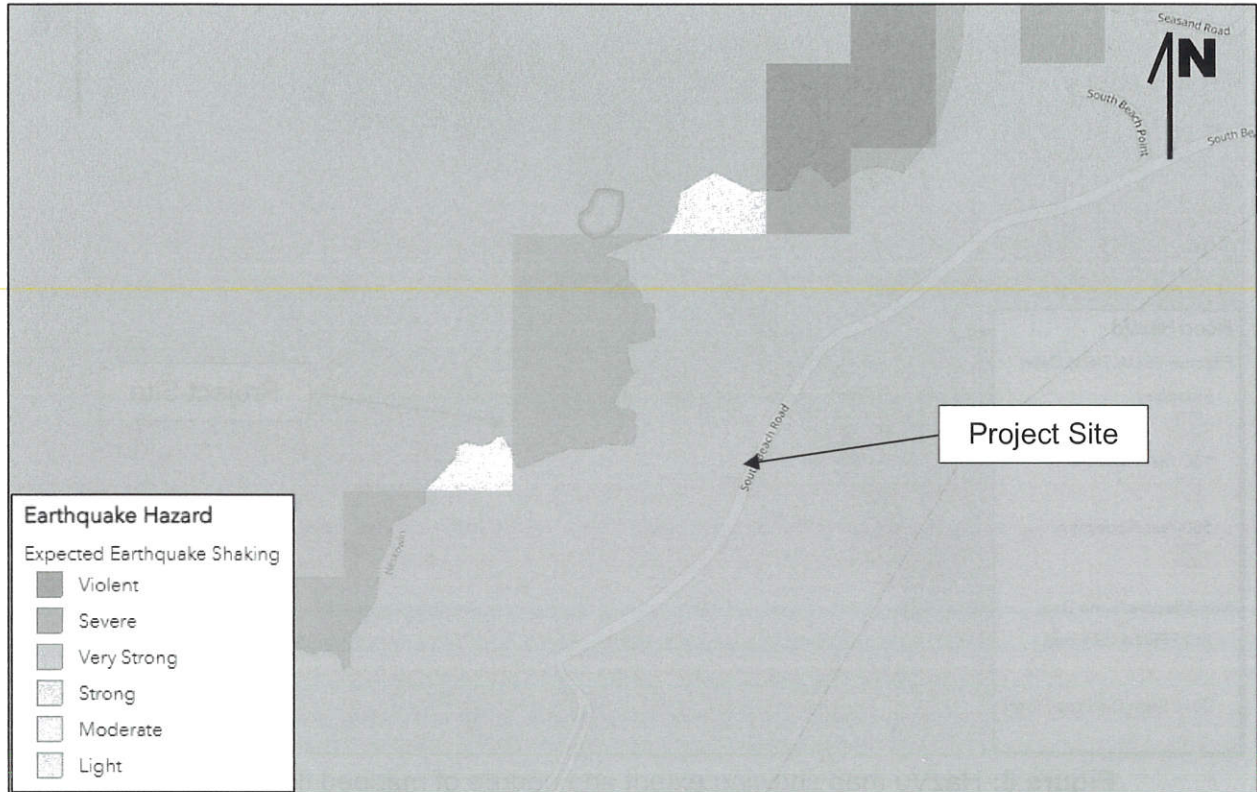 Seasand Road
N
South Beach Point
South Be
Project Site
South Beach Road
Neskowin
Earthquake Hazard
Expected Earthquake Shaking
Violent
Severe
Very Strong
Strong
Moderate
Light